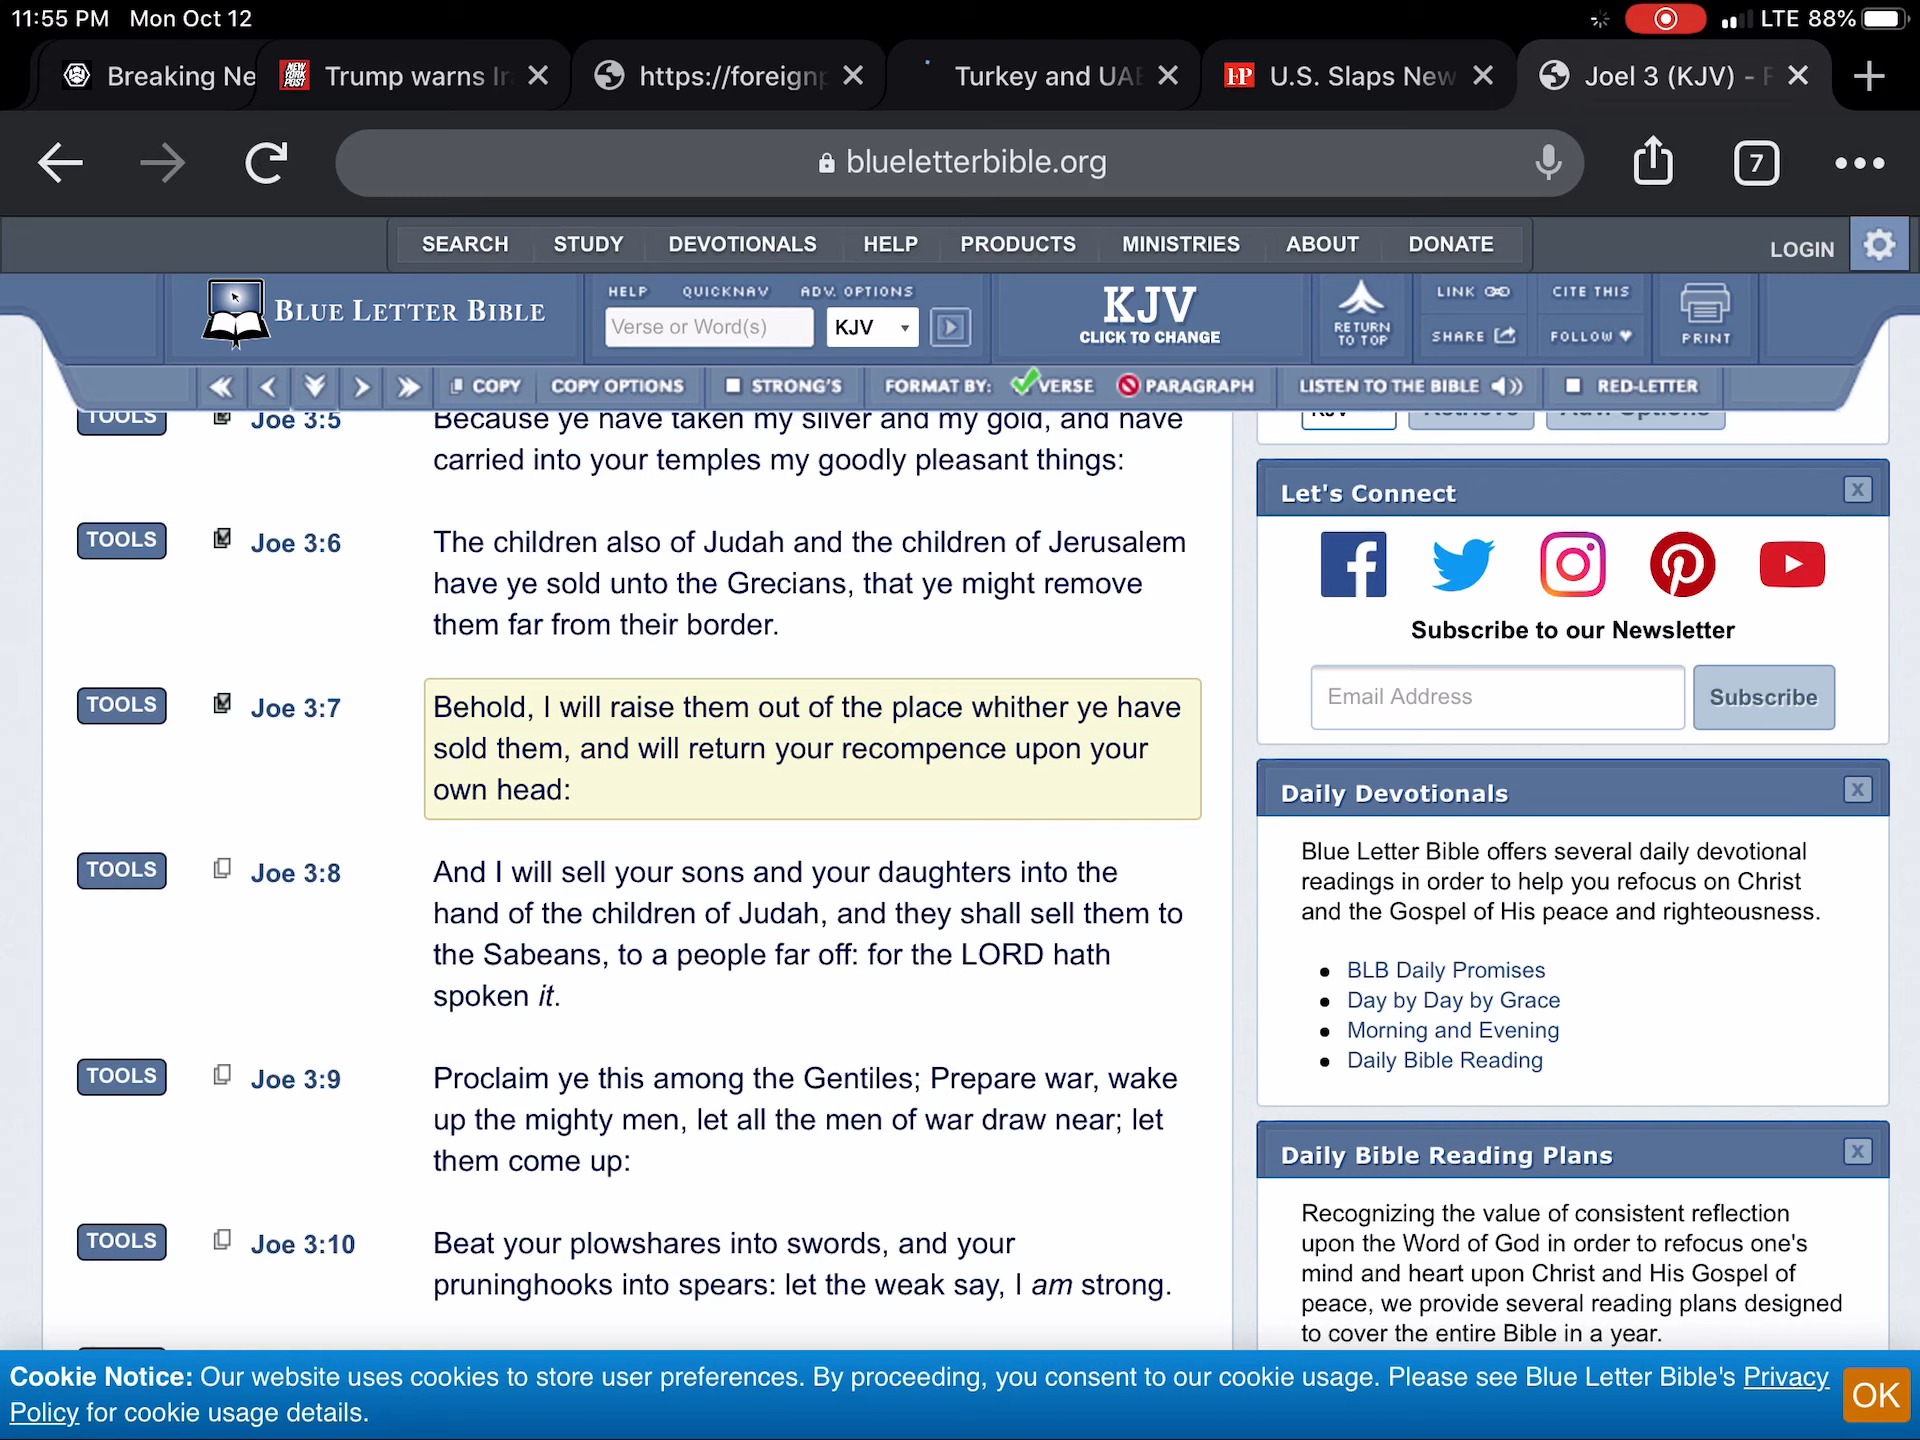 11:55 PM Mon Oct 12
LTE 88%
Breaking Ne
Trump warns Ir
https://foreignp
Turkey and UAE
U.S. Slaps New
Joel 3 (KJV) - F
blueletterbible.org
7
SEARCH STUDY DEVOTIONALS HELP PRODUCTS MINISTRIES ABOUT DONATE
LOGIN
BLUE LETTER BIBLE
HELP QUICKNAV ADV. OPTIONS
Verse or Word(s)
KJV
KJV
CLICK TO CHANGE
RETURN
TO TOP
LINK
SHARE
CITE THIS
FOLLOW
PRINT
COPY COPY OPTIONS STRONG'S FORMAT BY: VERSE PARAGRAPH LISTEN TO THE BIBLE RED-LETTER
TOOLS Joe 3:5 Because ye have taken my silver and my gold, and have
carried into your temples my goodly pleasant things:
TOOLS Joe 3:6 The children also of Judah and the children of Jerusalem
have ye sold unto the Grecians, that ye might remove
them far from their border.
TOOLS Joe 3:7 Behold, I will raise them out of the place whither ye have
sold them, and will return your recompence upon your
own head:
TOOLS Joe 3:8 And I will sell your sons and your daughters into the
hand of the children of Judah, and they shall sell them to
the Sabeans, to a people far off: for the LORD hath
spoken it.
TOOLS Joe 3:9 Proclaim ye this among the Gentiles; Prepare war, wake
up the mighty men, let all the men of war draw near; let
them come up:
TOOLS Joe 3:10 Beat your plowshares into swords, and your
pruninghooks into spears: let the weak say, I am strong.
KJV Retrieve Adv. Options
Let's Connect
Subscribe to our Newsletter
Email Address
Subscribe
Daily Devotionals
Blue Letter Bible offers several daily devotional
readings in order to help you refocus on Christ
and the Gospel of His peace and righteousness.
BLB Daily Promises
Day by Day by Grace
Morning and Evening
Daily Bible Reading
Daily Bible Reading Plans
Recognizing the value of consistent reflection
upon the Word of God in order to refocus one's
mind and heart upon Christ and His Gospel of
peace, we provide several reading plans designed
to cover the entire Bible in a year.
Cookie Notice: Our website uses cookies to store user preferences. By proceeding, you consent to our cookie usage. Please see Blue Letter Bible's Privacy
Policy for cookie usage details.
OK